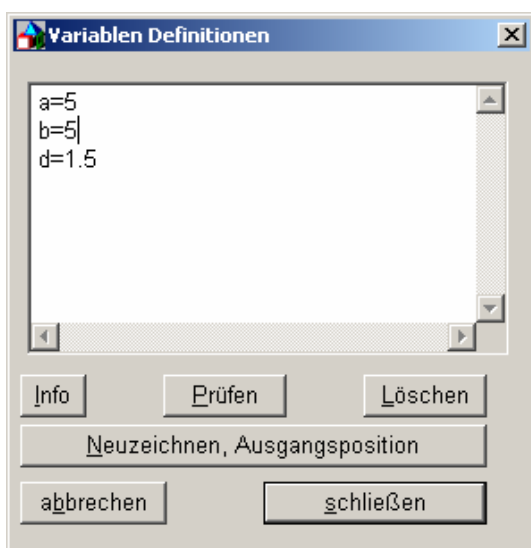 Variablen Definitionen
a=5
b=5
d=1.5
Info Prüfen Löschen
Neuzeichnen, Ausgangsposition
abbrechen schließen